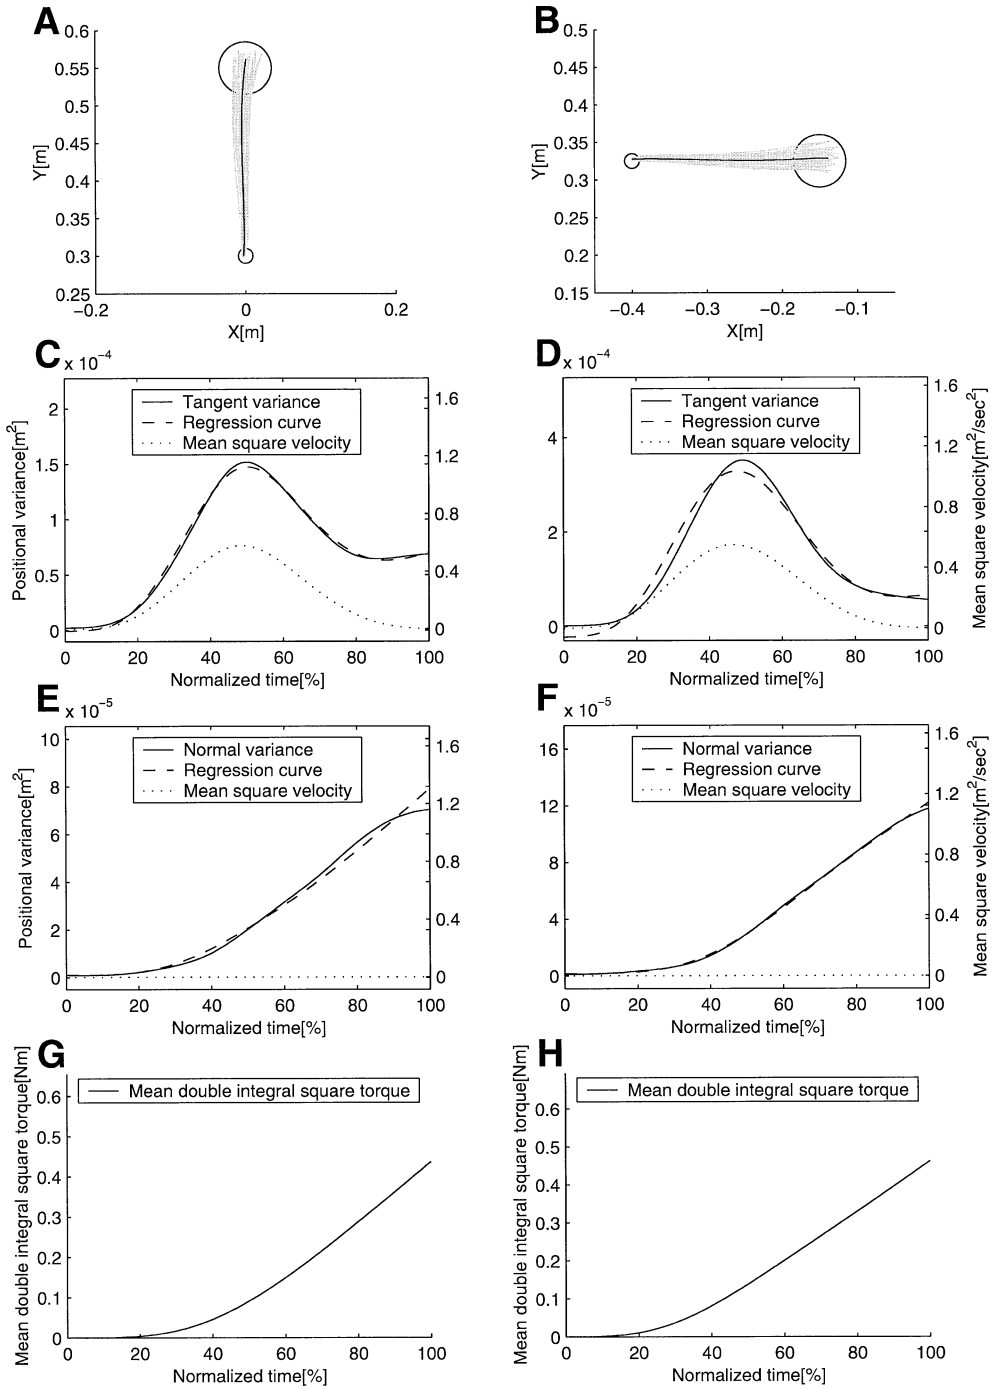 A
B
0.6
0.55
0.5
0.45
0.4
0.35
0.3
0.25
Y[m]
−0.2
0
0.2
X[m]
0.5
0.45
0.4
0.35
0.3
0.25
0.2
0.15
Y[m]
−0.4
−0.3
−0.2
−0.1
X[m]
C
x 10⁻⁴
Tangent variance
Regression curve
Mean square velocity
2
1.5
1
0.5
0
Positional variance[m²]
1.6
1.2
0.8
0.4
0
0
20
40
60
80
100
Normalized time[%]
D
x 10⁻⁴
Tangent variance
Regression curve
Mean square velocity
4
2
0
1.6
1.2
0.8
0.4
0
Mean square velocity[m²/sec²]
0
20
40
60
80
100
Normalized time[%]
E
x 10⁻⁵
Normal variance
Regression curve
Mean square velocity
10
8
6
4
2
0
Positional variance[m²]
1.6
1.2
0.8
0.4
0
0
20
40
60
80
100
Normalized time[%]
F
x 10⁻⁵
Normal variance
Regression curve
Mean square velocity
16
12
8
4
0
1.6
1.2
0.8
0.4
0
Mean square velocity[m²/sec²]
0
20
40
60
80
100
Normalized time[%]
G
Mean double integral square torque
0.6
0.5
0.4
0.3
0.2
0.1
0
Mean double integral square torque[Nm]
0
20
40
60
80
100
Normalized time[%]
H
Mean double integral square torque
0.6
0.5
0.4
0.3
0.2
0.1
0
Mean double integral square torque[Nm]
0
20
40
60
80
100
Normalized time[%]